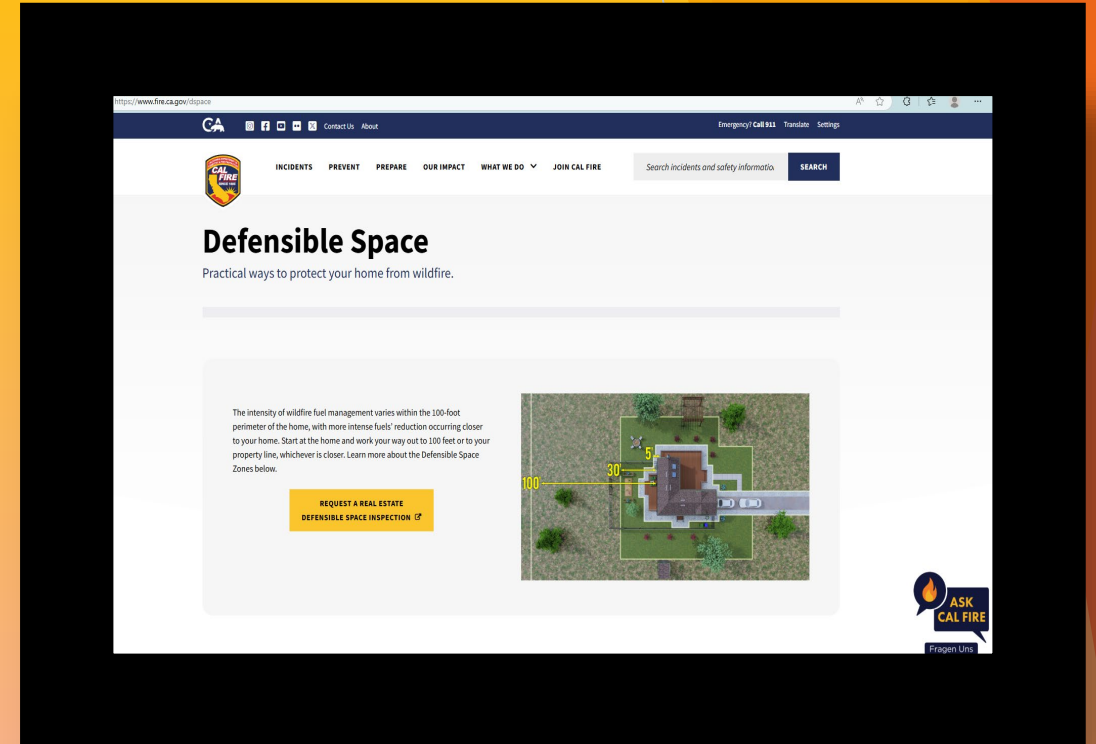 https://www.fire.ca.gov/dspace
CA
Contact Us About
Emergency? Call 911 Translate Settings
CAL
FIRE
SINCE 1885
INCIDENTS PREVENT PREPARE OUR IMPACT WHAT WE DO JOIN CAL FIRE
Search incidents and safety informatio
SEARCH
Defensible Space
Practical ways to protect your home from wildfire.
The intensity of wildfire fuel management varies within the 100-foot
perimeter of the home, with more intense fuels' reduction occurring closer
to your home. Start at the home and work your way out to 100 feet or to your
property line, whichever is closer. Learn more about the Defensible Space
Zones below.
REQUEST A REAL ESTATE
DEFENSIBLE SPACE INSPECTION
5'
30'
100'
ASK
CAL FIRE
Fragen Uns